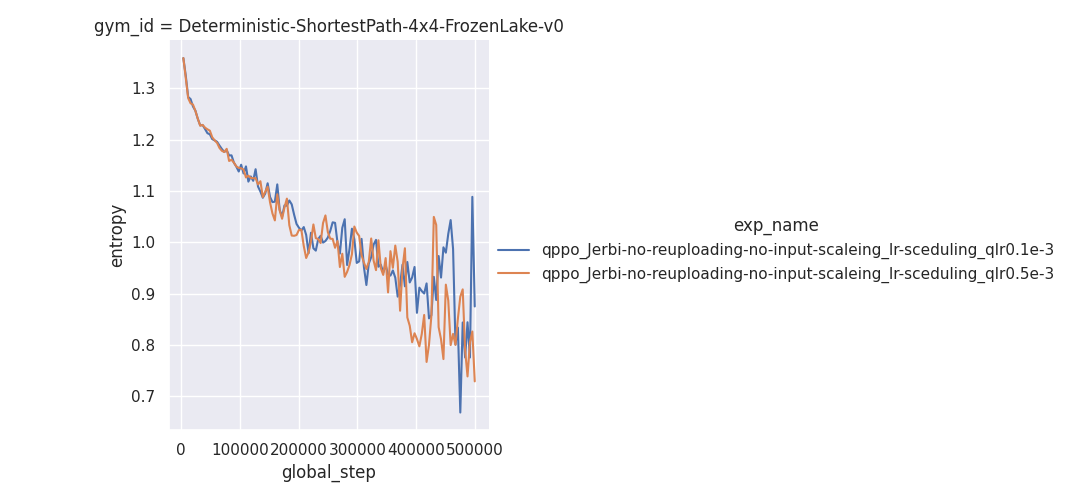 gym_id = Deterministic-ShortestPath-4x4-FrozenLake-v0
1.3
1.2
1.1
1.0
0.9
0.8
0.7
entropy
0
100000
200000
300000
400000
500000
global_step
exp_name
qppo_Jerbi-no-reuploading-no-input-scaleing_lr-sceduling_qlr0.1e-3
qppo_Jerbi-no-reuploading-no-input-scaleing_lr-sceduling_qlr0.5e-3